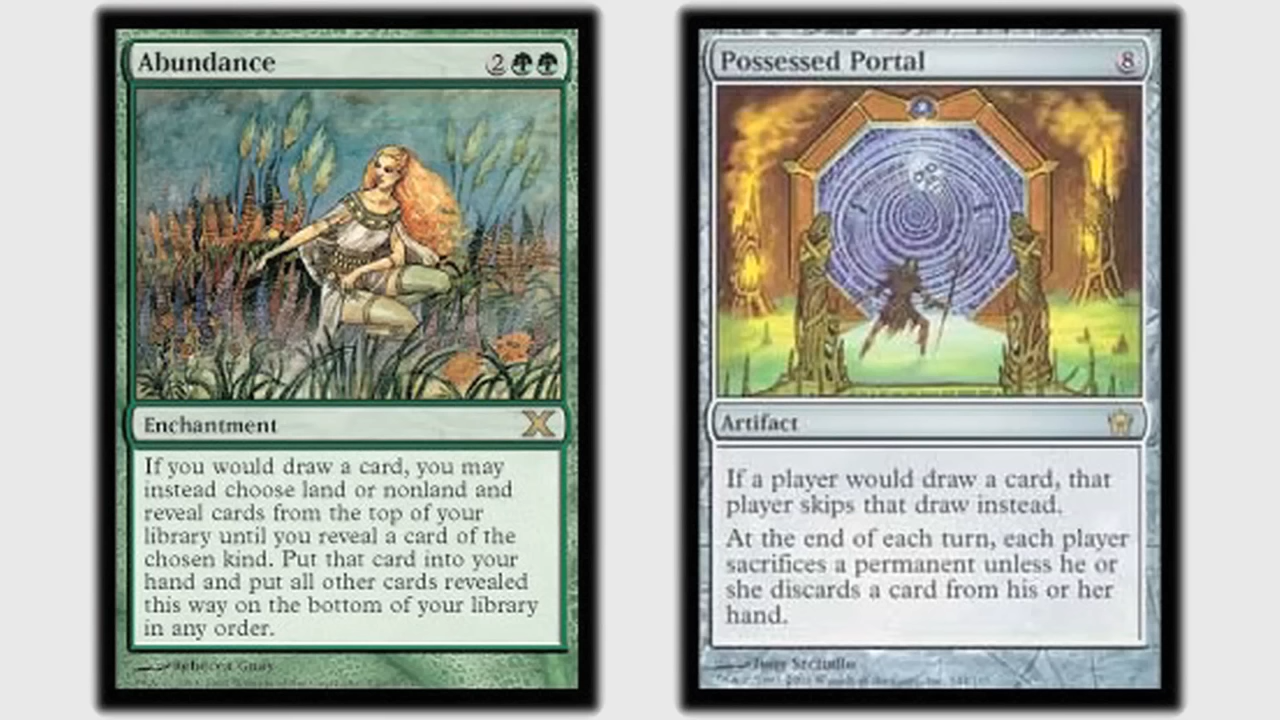 Abundance 2
If you would draw a card, you may
instead choose land or nonland and
reveal cards from the top of your
library until you reveal a card of the
chosen kind. Put that card into your
hand and put all other cards revealed
this way on the bottom of your library
in any order.
Enchantment
Rebecca Guay
Possessed Portal 8
Artifact
If a player would draw a card, that
player skips that draw instead.
At the end of each turn, each player
sacrifices a permanent unless he or
she discards a card from his or her
hand.